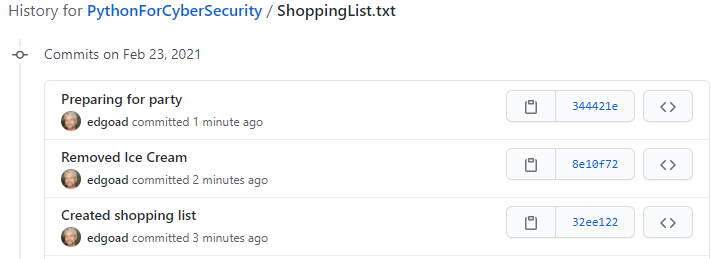 History for PythonForCyberSecurity / ShoppingList.txt
Commits on Feb 23, 2021
Preparing for party
edgoad committed 1 minute ago
344421e
Removed Ice Cream
edgoad committed 2 minutes ago
8e10f72
Created shopping list
edgoad committed 3 minutes ago
32ee122